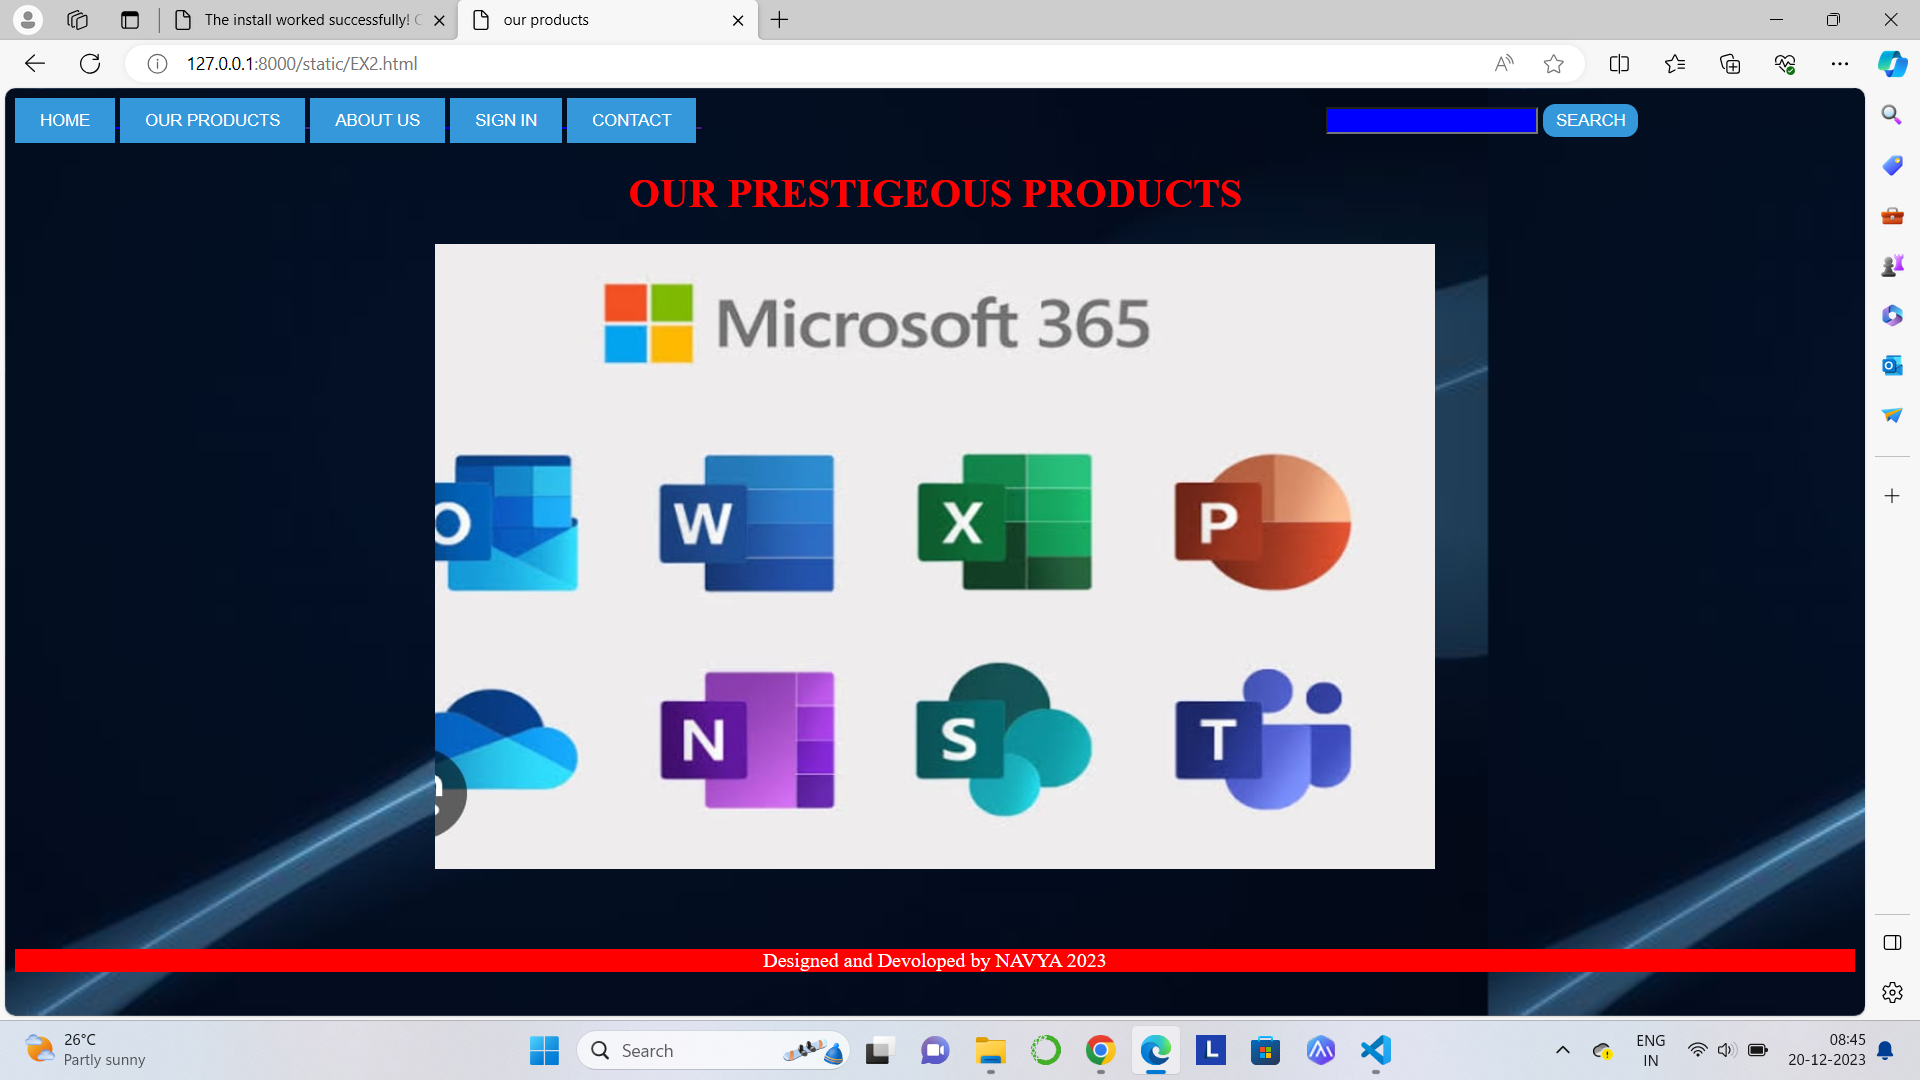 The install worked successfully! C
our products
127.0.0.1:8000/static/EX2.html
HOME
OUR PRODUCTS
ABOUT US
SIGN IN
CONTACT
SEARCH
OUR PRESTIGEOUS PRODUCTS
Microsoft 365
O
W
X
P
N
S
T
Designed and Devoloped by NAVYA 2023
26°C
Partly sunny
Search
L
ENG
IN
08:45
20-12-2023